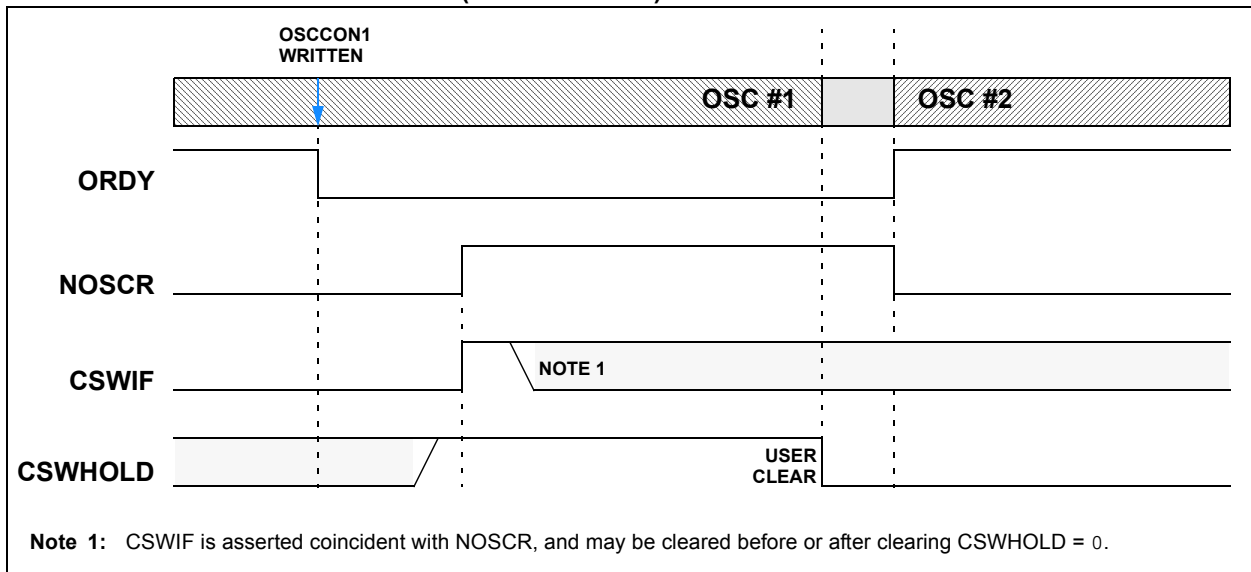 OSCCON1
WRITTEN
OSC #1
OSC #2
ORDY
NOSCR
CSWIF
NOTE 1
CSWHOLD
USER
CLEAR
Note 1: CSWIF is asserted coincident with NOSCR, and may be cleared before or after clearing CSWHOLD = 0.